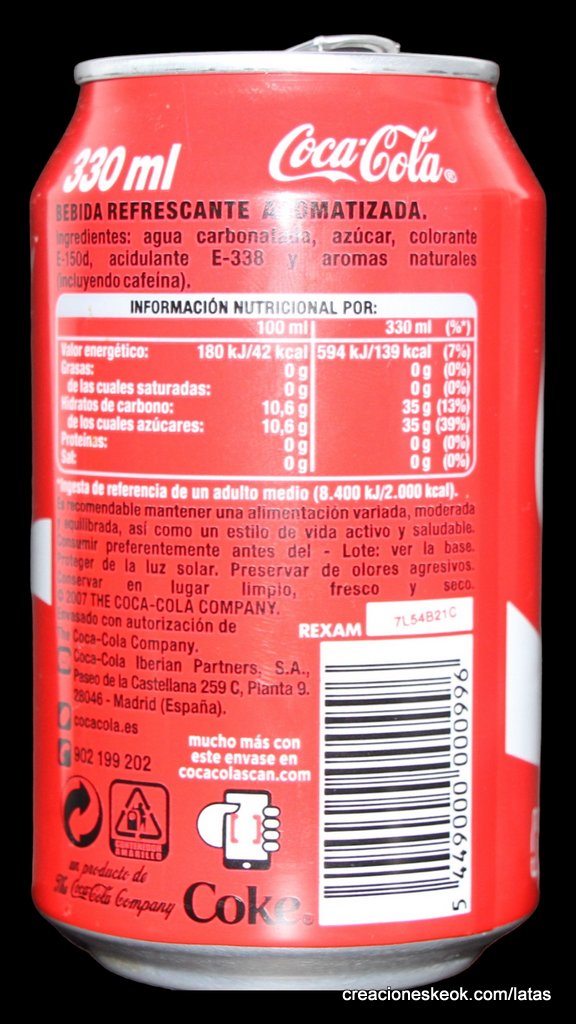 330 ml
Coca-Cola®
BEBIDA REFRESCANTE AROMATIZADA.
Ingredientes: agua carbonatada, azúcar, colorante
E-150d, acidulante E-338 y aromas naturales
(incluyendo cafeína).
INFORMACIÓN NUTRICIONAL POR:
100 ml 330 ml (%*)
Valor energético: 180 kJ/42 kcal 594 kJ/139 kcal (7%)
Grasas: 0 g 0 g (0%)
de las cuales saturadas: 0 g 0 g (0%)
Hidratos de carbono: 10,6 g 35 g (13%)
de los cuales azúcares: 10,6 g 35 g (39%)
Proteínas: 0 g 0 g (0%)
Sal: 0 g 0 g (0%)
*Ingesta de referencia de un adulto medio (8.400 kJ/2.000 kcal).
Es recomendable mantener una alimentación variada, moderada
y equilibrada, así como un estilo de vida activo y saludable.
Consumir preferentemente antes del - Lote: ver la base.
Proteger de la luz solar. Preservar de olores agresivos.
Conservar en lugar limpio, fresco y seco.
© 2007 THE COCA-COLA COMPANY.
Envasado con autorización de
The Coca-Cola Company.
REXAM 7L54B21C
Coca-Cola Iberian Partners, S.A.,
Paseo de la Castellana 259 C, Planta 9.
28046 - Madrid (España).
cocacola.es
902 199 202
mucho más con
este envase en
cocacolascan.com
CONTENEDOR
AMARILLO
un producto de
The Coca-Cola Company
Coke®
5 449000 000996
creacioneskeok.com/latas